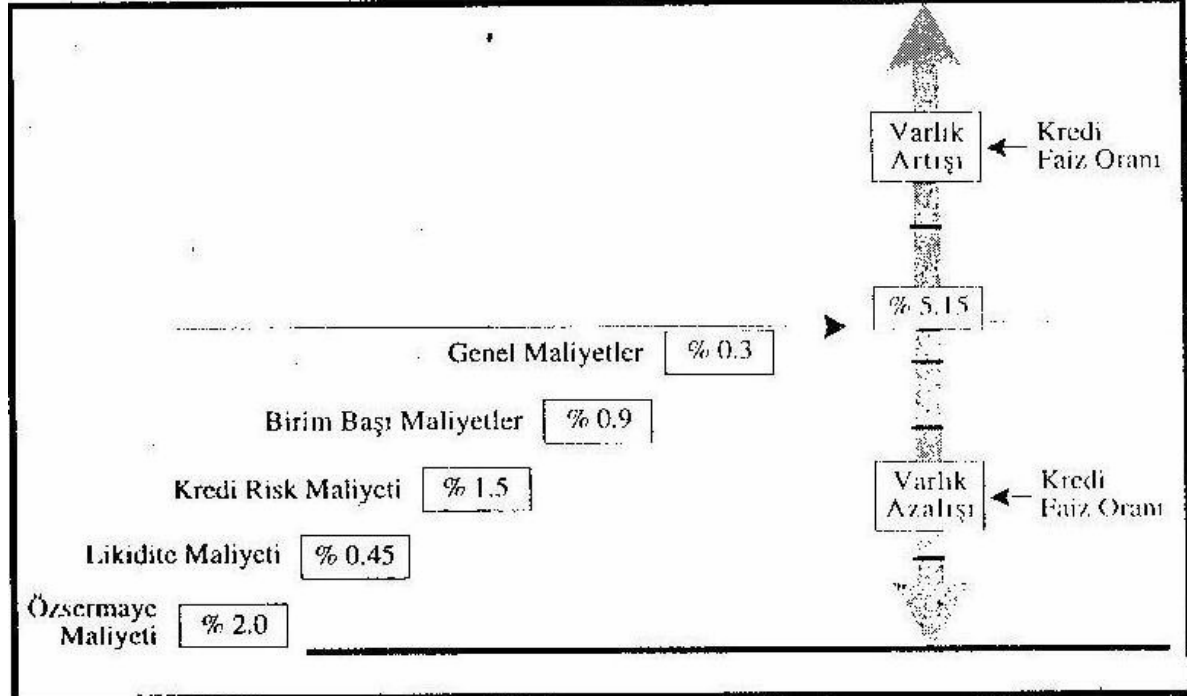 Varlık
Artışı
Kredi
Faiz Oranı
% 5.15
Genel Maliyetler % 0.3
Birim Başı Maliyetler % 0.9
Kredi Risk Maliyeti % 1.5
Varlık
Azalışı
Kredi
Faiz Oranı
Likidite Maliyeti % 0.45
Özsermaye
Maliyeti
% 2.0